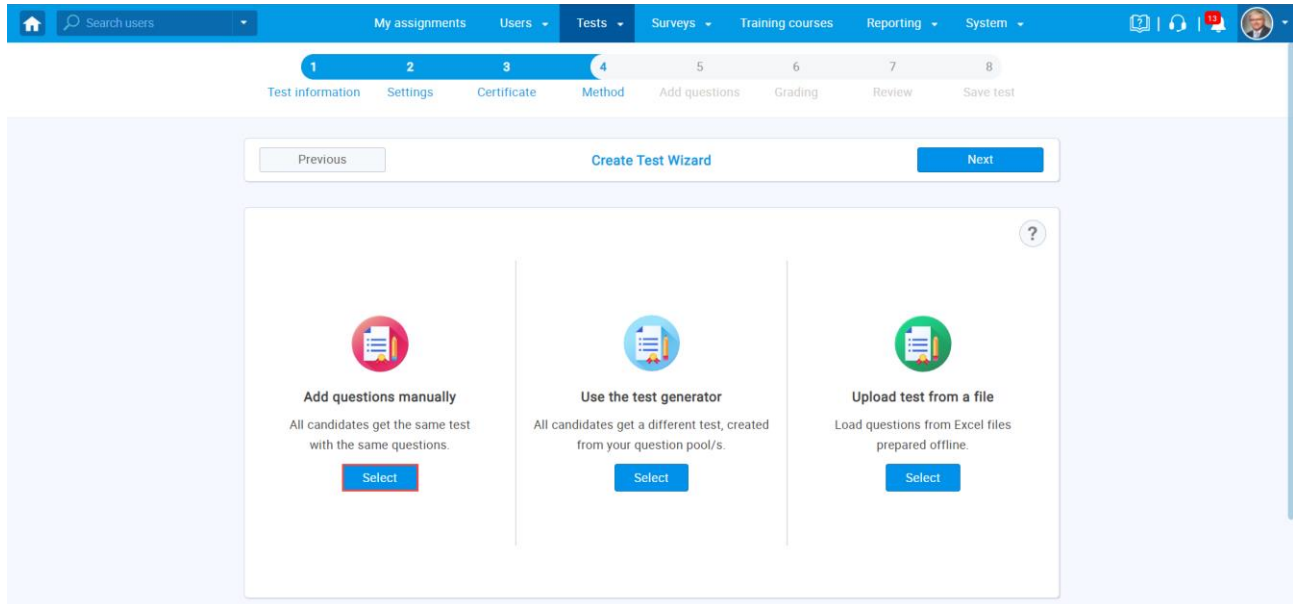 Search users
My assignments Users Tests Surveys Training courses Reporting System
13
1 2 3 4 5 6 7 8
Test information Settings Certificate Method Add questions Grading Review Save test
Previous Create Test Wizard Next
?
Add questions manually
All candidates get the same test
with the same questions.
Select
Use the test generator
All candidates get a different test, created
from your question pool/s.
Select
Upload test from a file
Load questions from Excel files
prepared offline.
Select